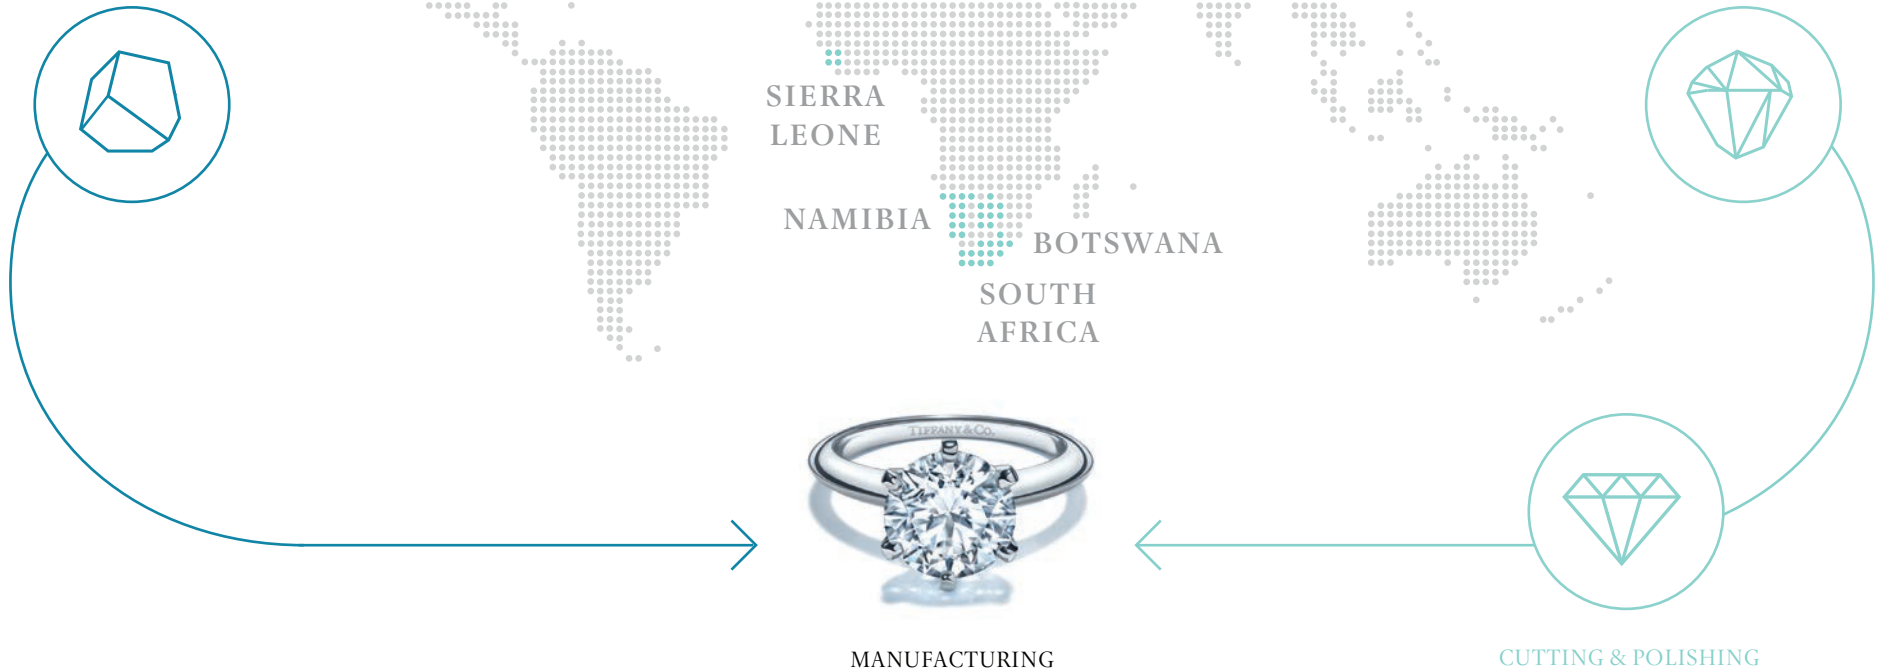 SIERRA
LEONE
NAMIBIA
BOTSWANA
SOUTH
AFRICA
TIFFANY & CO.
MANUFACTURING
CUTTING & POLISHING